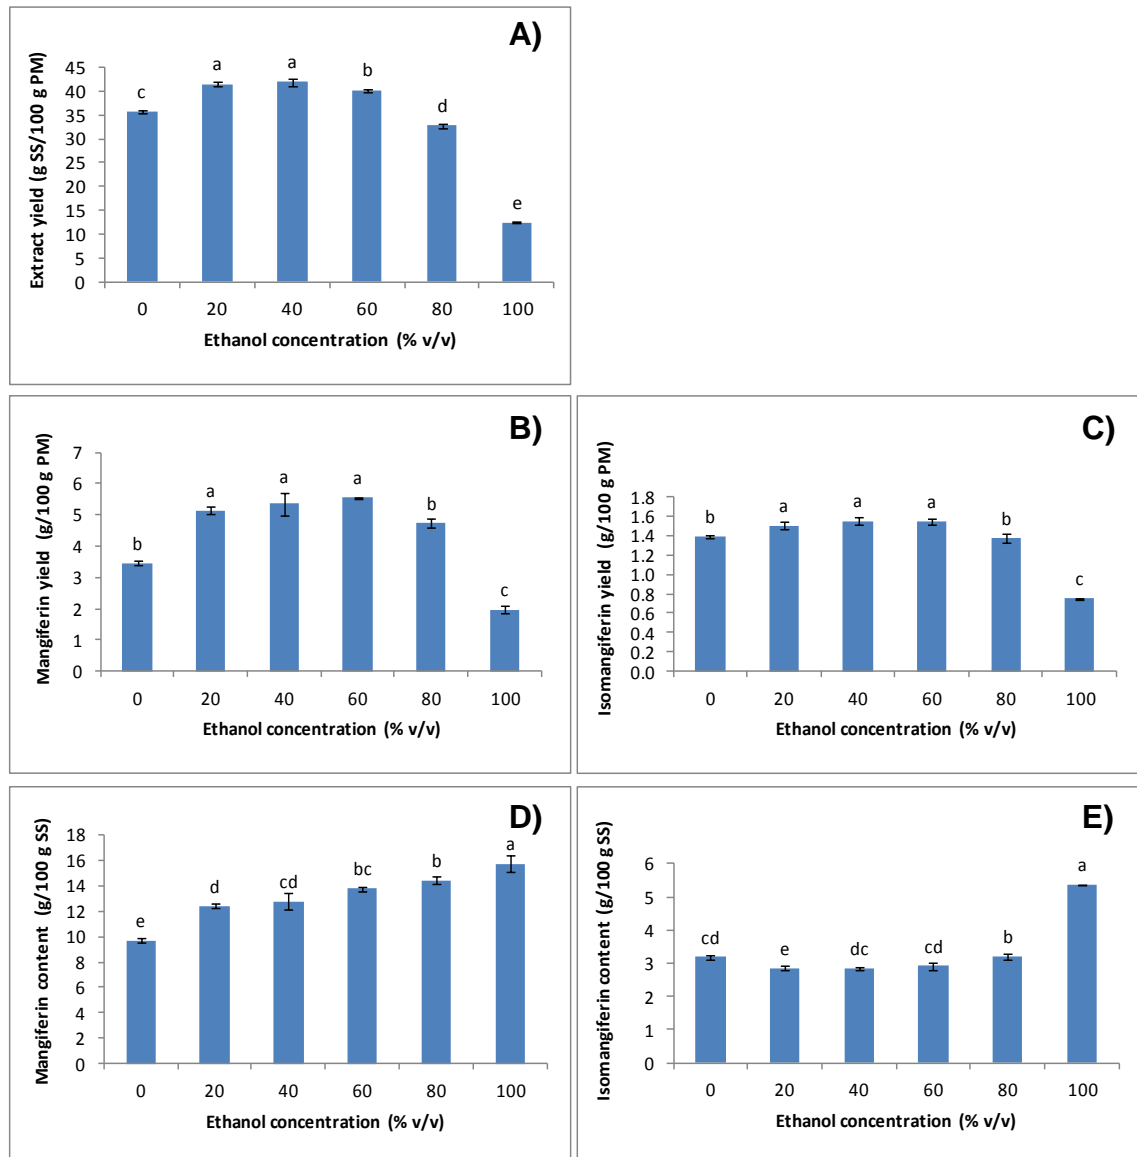 A)
Extract yield (g SS/100 g PM)
45
40
35
30
25
20
15
10
5
0
c
a
a
b
d
e
0 20 40 60 80 100
Ethanol concentration (% v/v)
B)
Mangiferin yield (g/100 g PM)
7
6
5
4
3
2
1
0
b
a
a
a
b
c
0 20 40 60 80 100
Ethanol concentration (% v/v)
C)
Isomangiferin yield (g/100 g PM)
1.8
1.6
1.4
1.2
1.0
0.8
0.6
0.4
0.2
0.0
b
a
a
a
b
c
0 20 40 60 80 100
Ethanol concentration (% v/v)
D)
Mangiferin content (g/100 g SS)
18
16
14
12
10
8
6
4
2
0
e
d
cd
bc
b
a
0 20 40 60 80 100
Ethanol concentration (% v/v)
E)
Isomangiferin content (g/100 g SS)
6
5
4
3
2
1
0
cd
e
dc
cd
b
a
0 20 40 60 80 100
Ethanol concentration (% v/v)